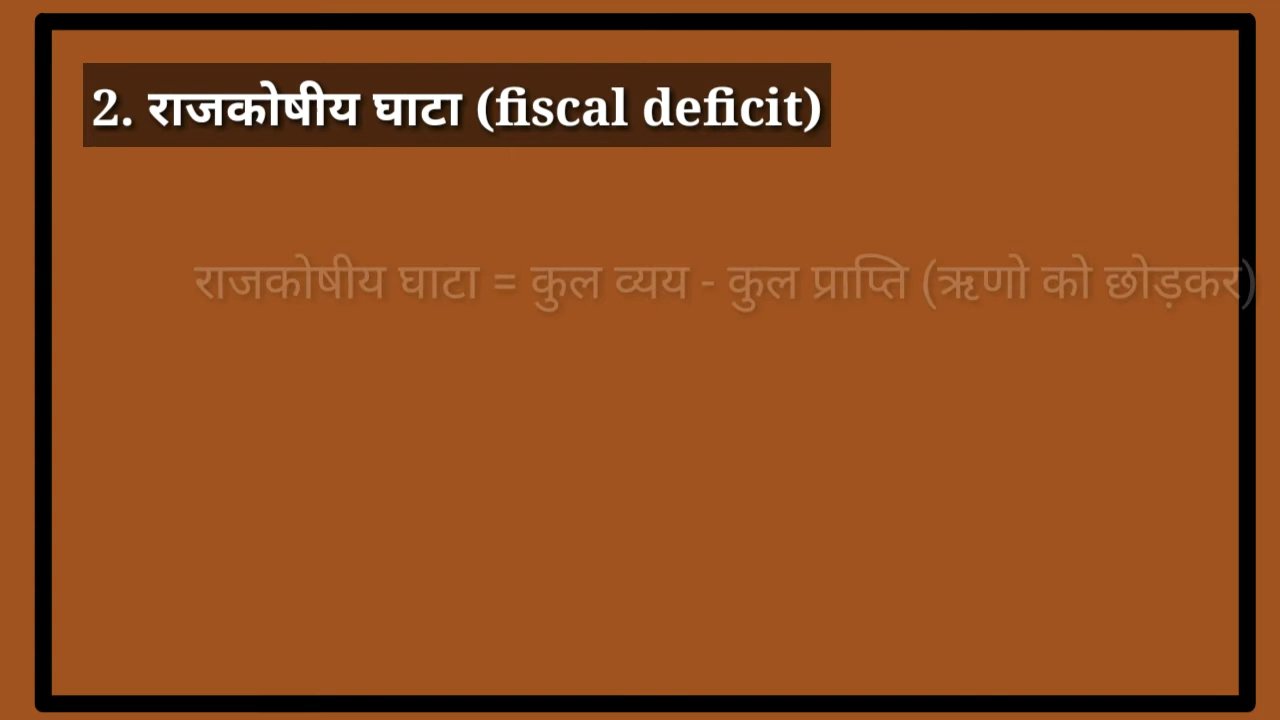 2. राजकोषीय घाटा (fiscal deficit)
राजकोषीय घाटा = कुल व्यय - कुल प्राप्ति (ऋणो को छोड़कर)